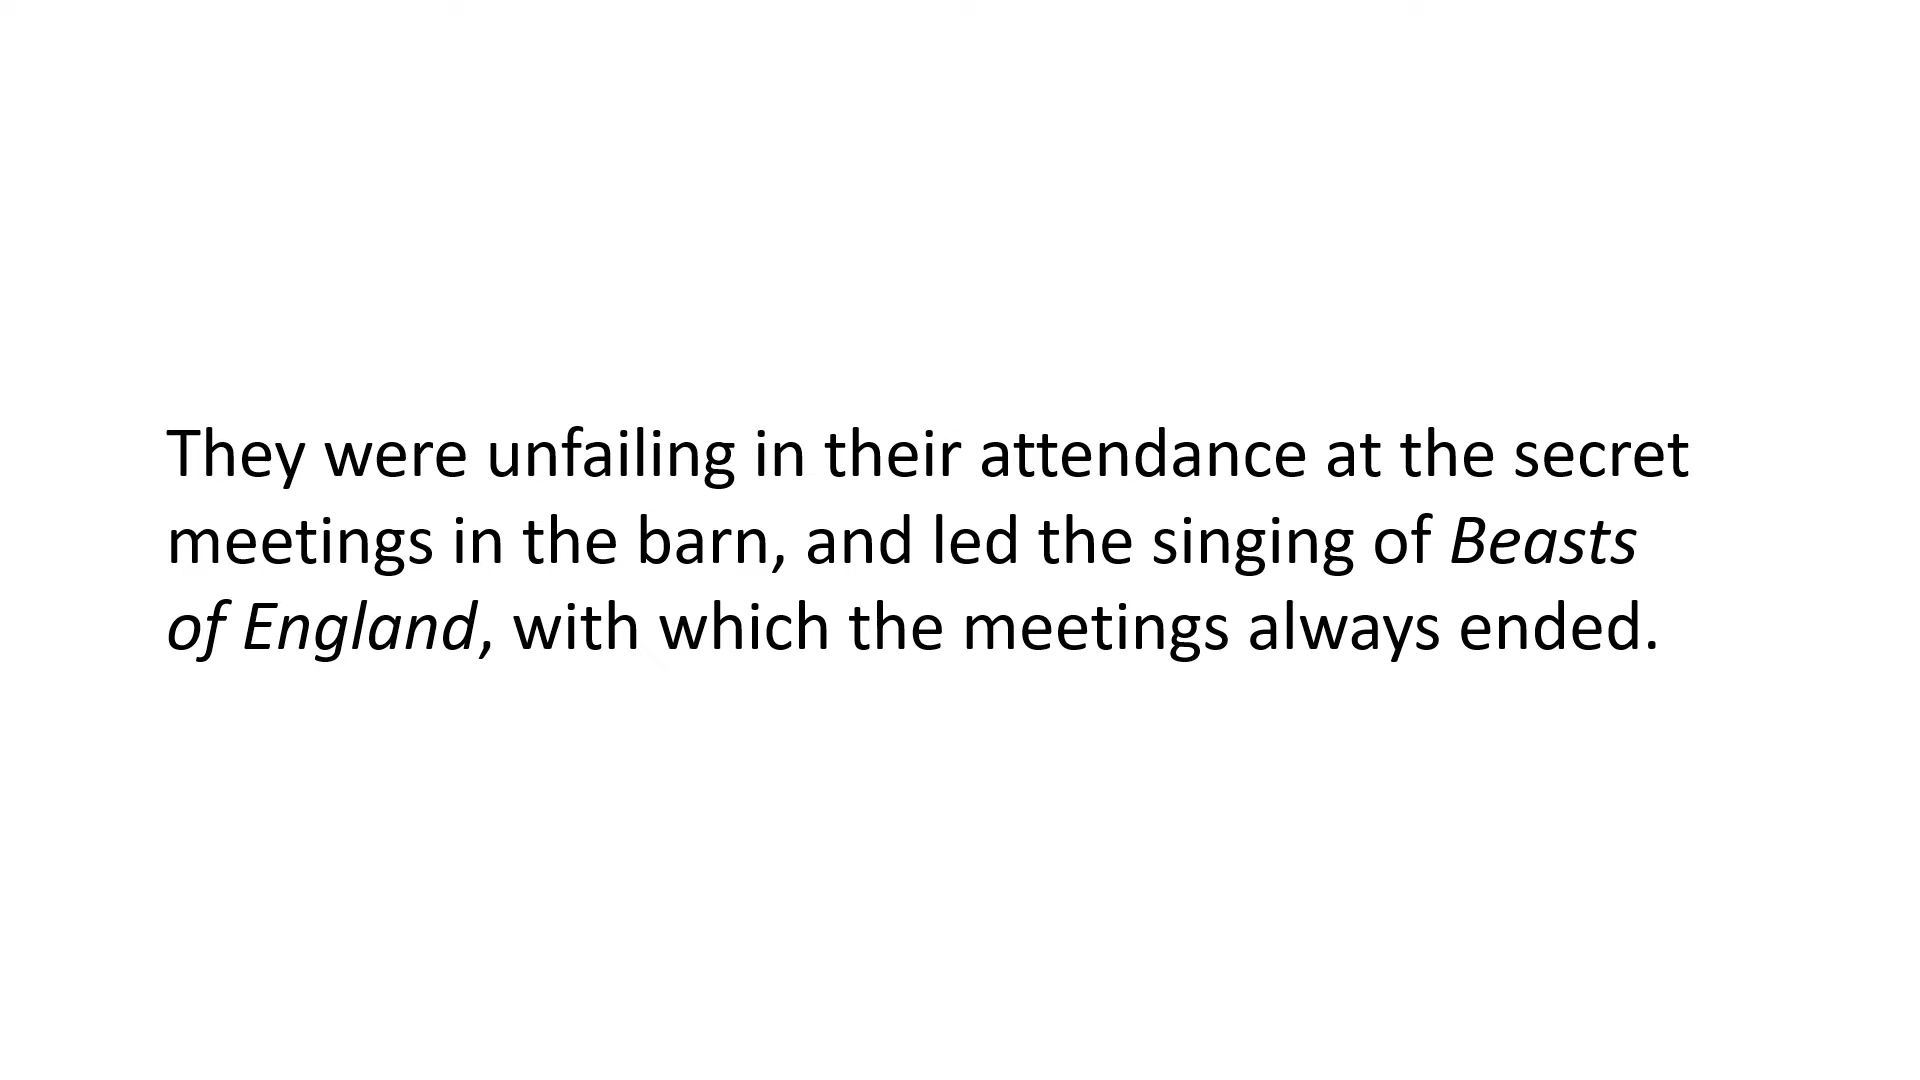 They were unfailing in their attendance at the secret
meetings in the barn, and led the singing of Beasts
of England, with which the meetings always ended.